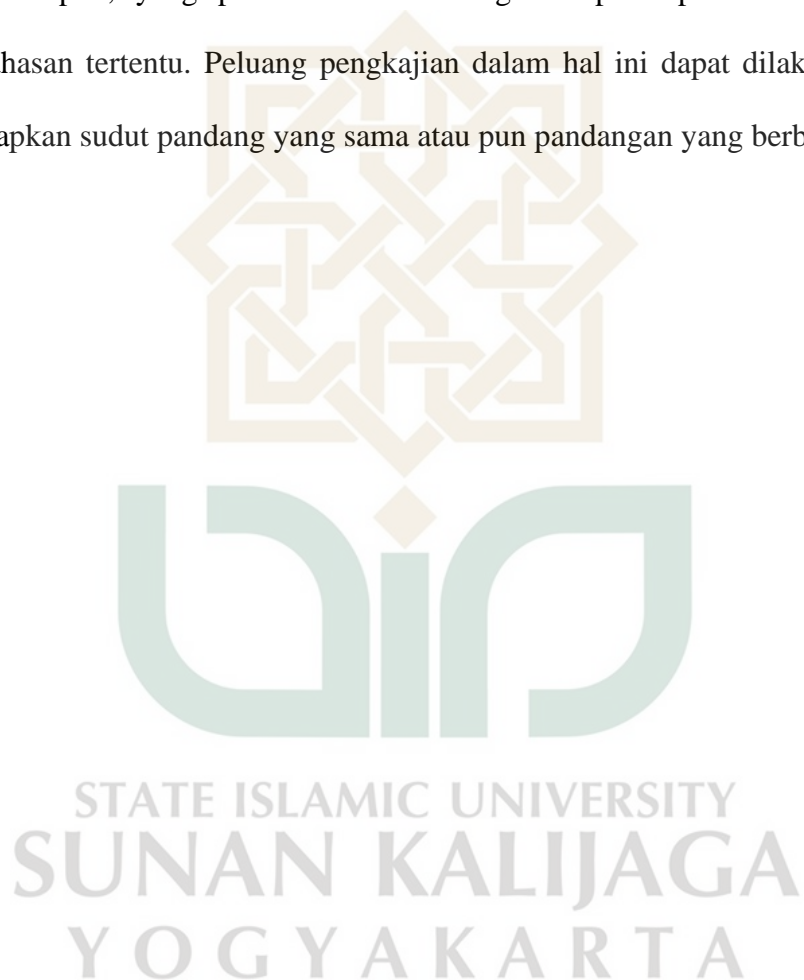 hasan tertentu. Peluang pengkajian dalam hal ini dapat dilak
apkan sudut pandang yang sama atau pun pandangan yang berb
STATE ISLAMIC UNIVERSITY
SUNAN KALIJAGA
YOGYAKARTA